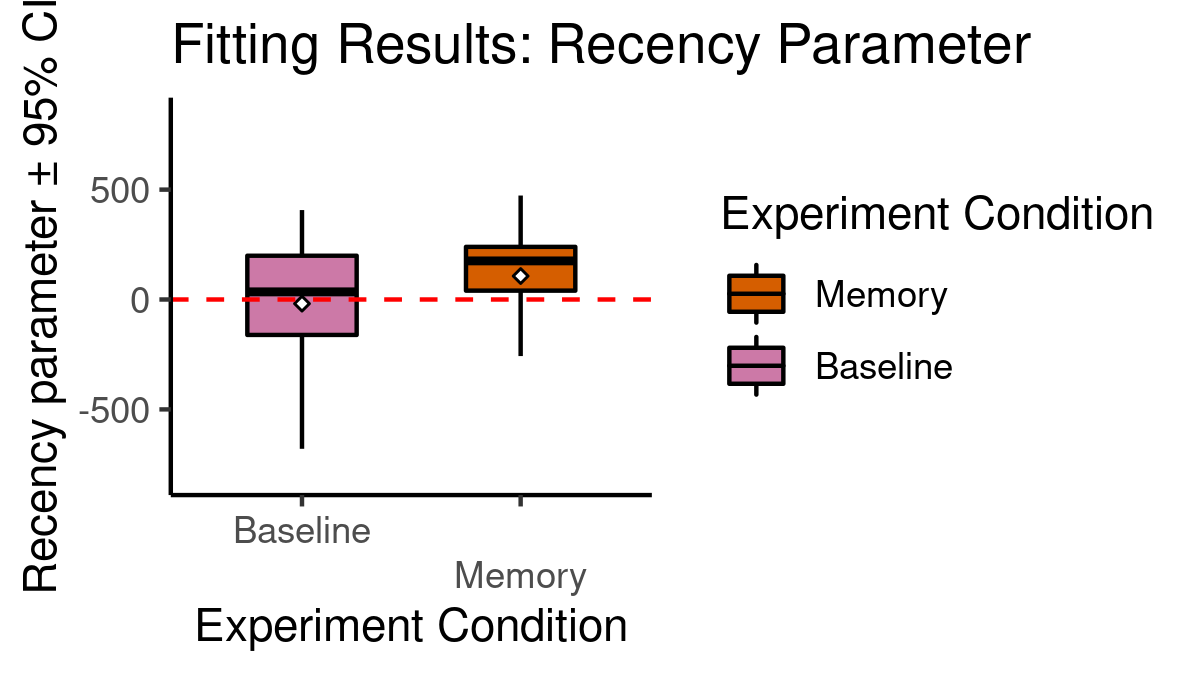 Fitting Results: Recency Parameter
Recency parameter ± 95% CI
500
0
-500
Baseline
Memory
Experiment Condition
Experiment Condition
Memory
Baseline